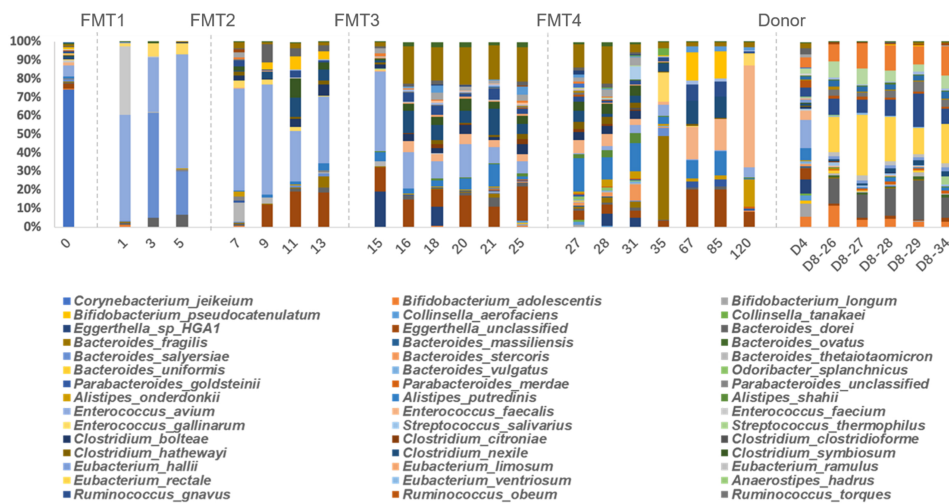 FMT1 FMT2 FMT3 FMT4 Donor
100%
90%
80%
70%
60%
50%
40%
30%
20%
10%
0%
0 1 3 5 7 9 11 13 15 16 18 20 21 25 27 28 31 35 67 85 120 D4 D8-26 D8-27 D8-28 D8-29 D8-34
Corynebacterium_jeikeium Bifidobacterium_adolescentis Bifidobacterium_longum
Bifidobacterium_pseudocatenulatum Collinsella_aerofaciens Collinsella_tanakaei
Eggerthella_sp_HGA1 Eggerthella_unclassified Bacteroides_dorei
Bacteroides_fragilis Bacteroides_massiliensis Bacteroides_ovatus
Bacteroides_salyersiae Bacteroides_stercoris Bacteroides_thetaiotaomicron
Bacteroides_uniformis Bacteroides_vulgatus Odoribacter_splanchnicus
Parabacteroides_goldsteinii Parabacteroides_merdae Parabacteroides_unclassified
Alistipes_onderdonkii Alistipes_putredinis Alistipes_shahii
Enterococcus_avium Enterococcus_faecalis Enterococcus_faecium
Enterococcus_gallinarum Streptococcus_salivarius Streptococcus_thermophilus
Clostridium_bolteae Clostridium_citroniae Clostridium_clostridioforme
Clostridium_hathewayi Clostridium_nexile Clostridium_symbiosum
Eubacterium_hallii Eubacterium_limosum Eubacterium_ramulus
Eubacterium_rectale Eubacterium_ventriosum Anaerostipes_hadrus
Ruminococcus_gnavus Ruminococcus_obeum Ruminococcus_torques